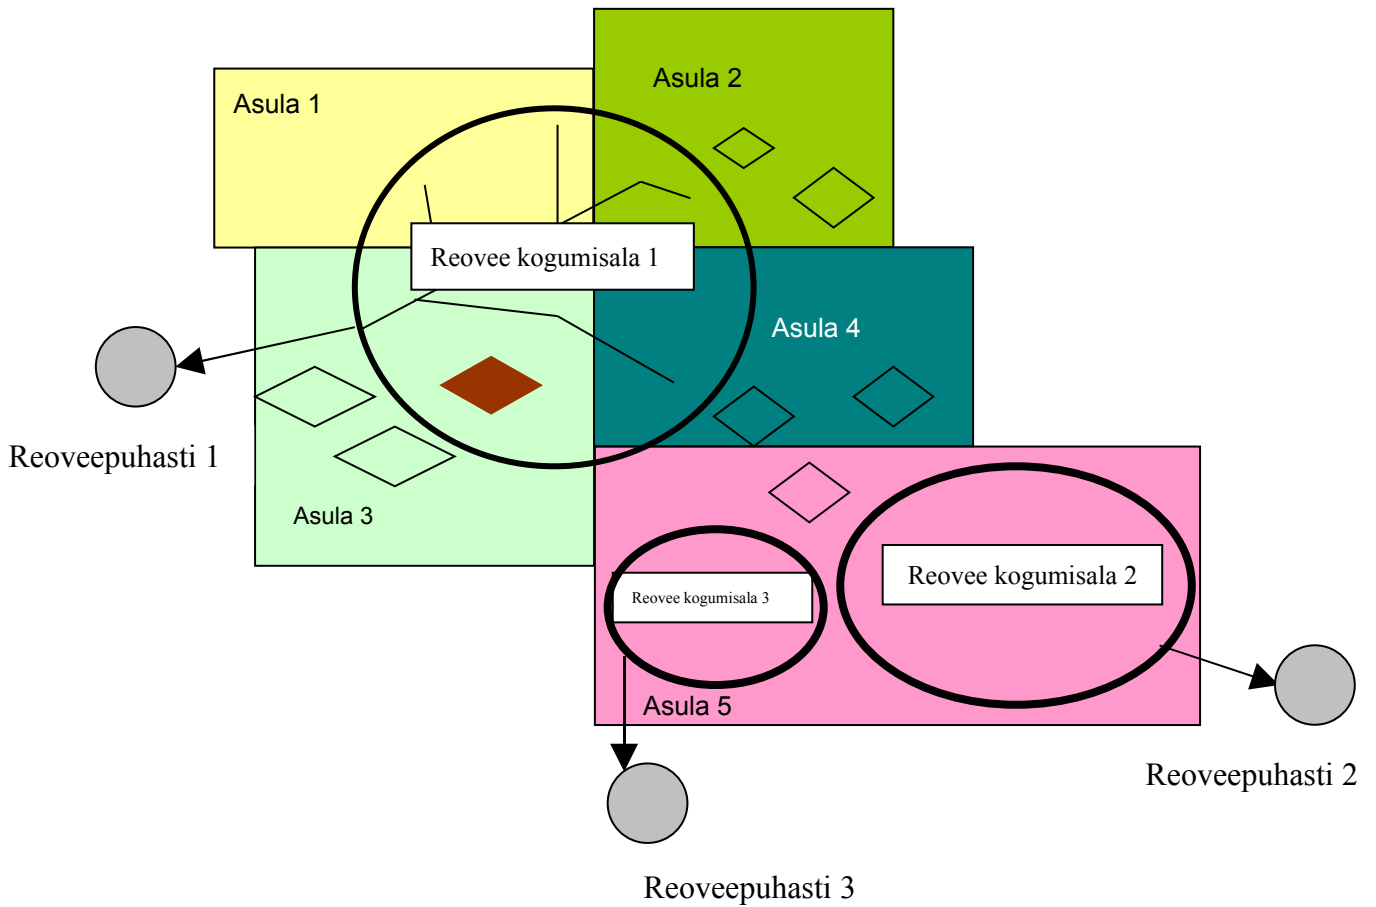 Asula 2
Asula 1
Reovee kogumisala 1
Asula 4
Reoveepuhasti 1
Asula 3
Reovee kogumisala 2
Reovee kogumisala 3
Asula 5
Reoveepuhasti 2
Reoveepuhasti 3